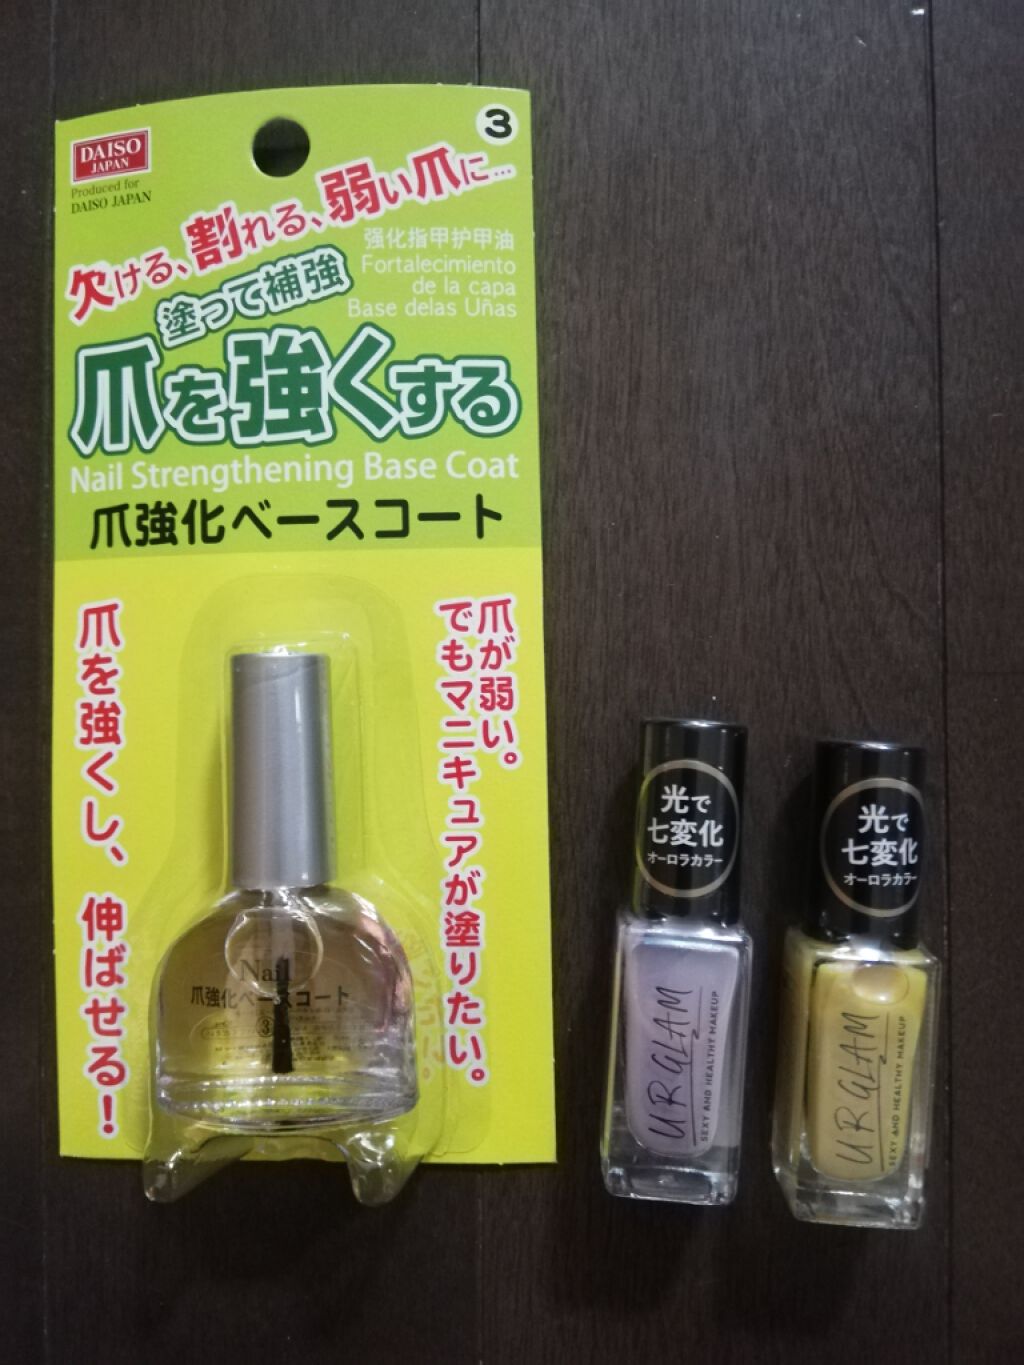 DAISO
JAPAN
Produced for
DAISO JAPAN
3
欠ける、割れる、弱い爪に…
强化指甲护甲油
Fortalecimiento
de la capa
Base delas Uñas
塗って補強
爪を強くする
Nail Strengthening Base Coat
爪強化ベースコート
爪が弱い。
でもマニキュアが塗りたい。
爪を強くし、伸ばせる!
Nail
爪強化ベースコート
3
光で
七変化
オーロラカラー
URGLAM
SEXY AND HEALTHY MAKEUP
光で
七変化
オーロラカラー
URGLAM
SEXY AND HEALTHY MAKEUP